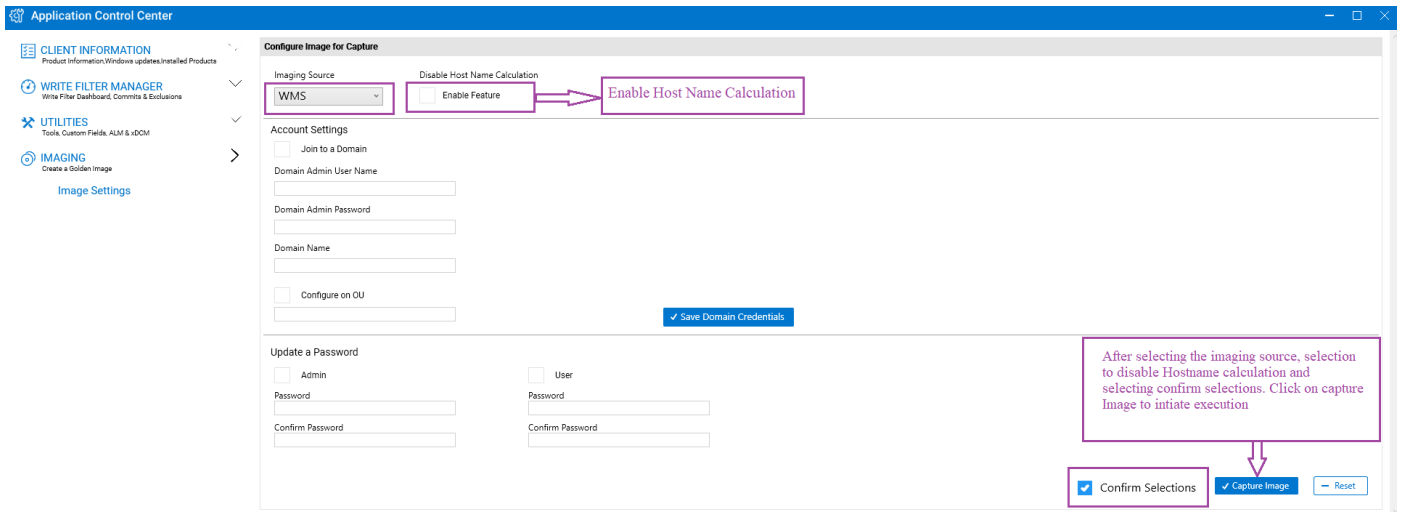 Application Control Center
CLIENT INFORMATION
Product Information,Windows updates,Installed Products
WRITE FILTER MANAGER
Write Filter Dashboard, Commits & Exclusions
UTILITIES
Tools, Custom Fields, ALM & xDCM
IMAGING
Create a Golden Image
Image Settings
Configure Image for Capture
Imaging Source
Disable Host Name Calculation
WMS
Enable Feature
Enable Host Name Calculation
Account Settings
Join to a Domain
Domain Admin User Name
Domain Admin Password
Domain Name
Configure on OU
Save Domain Credentials
Update a Password
Admin
User
Password
Password
Confirm Password
Confirm Password
After selecting the imaging source, selection
to disable Hostname calculation and
selecting confirm selections. Click on capture
Image to intiate execution
Confirm Selections
Capture Image
Reset